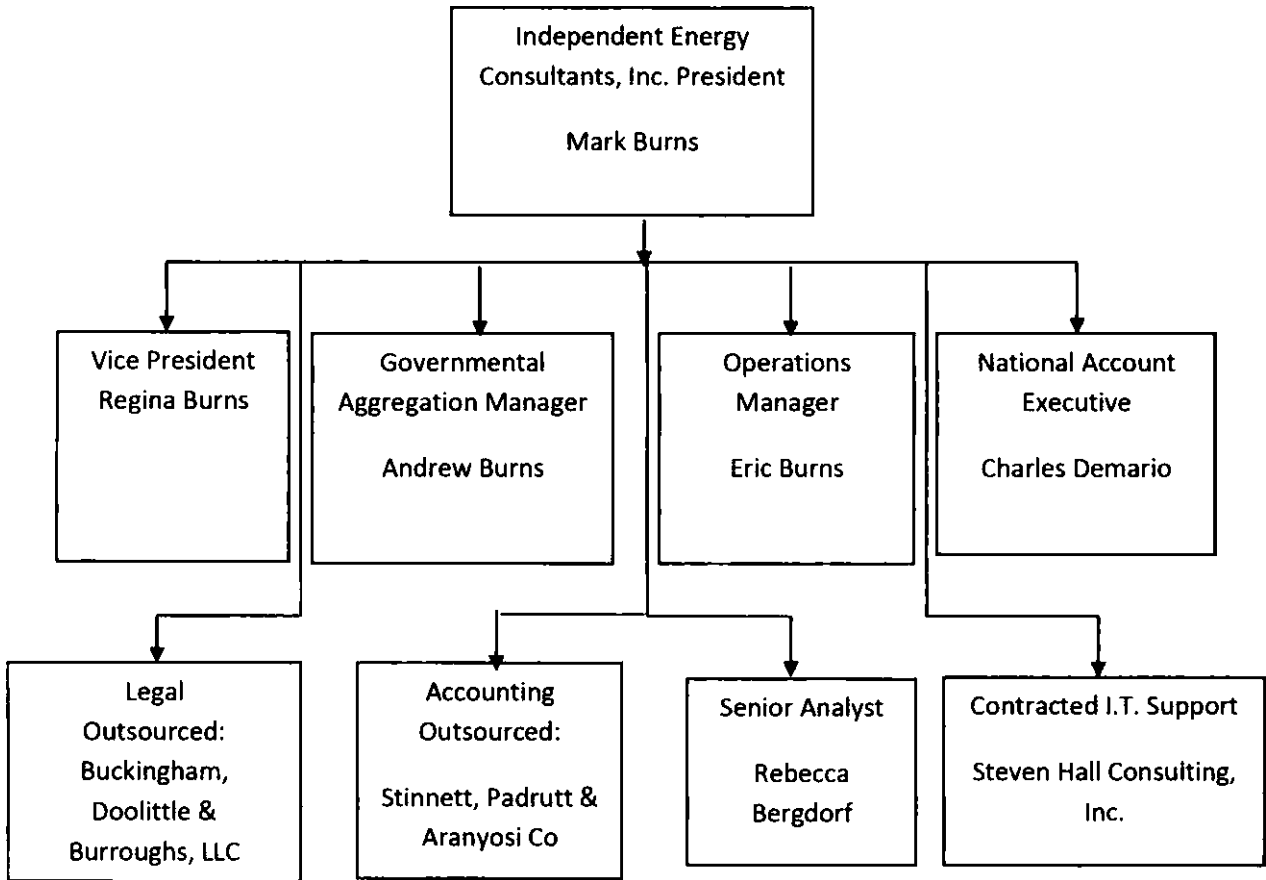 Independent Energy
Consultants, Inc. President
Mark Burns
Vice President
Regina Burns
Governmental
Aggregation Manager
Andrew Burns
Operations
Manager
Eric Burns
National Account
Executive
Charles Demario
Legal
Outsourced:
Buckingham,
Doolittle &
Burroughs, LLC
Accounting
Outsourced:
Stinnett, Padrutt &
Aranyosi Co
Senior Analyst
Rebecca
Bergdorf
Contracted I.T. Support
Steven Hall Consulting,
Inc.